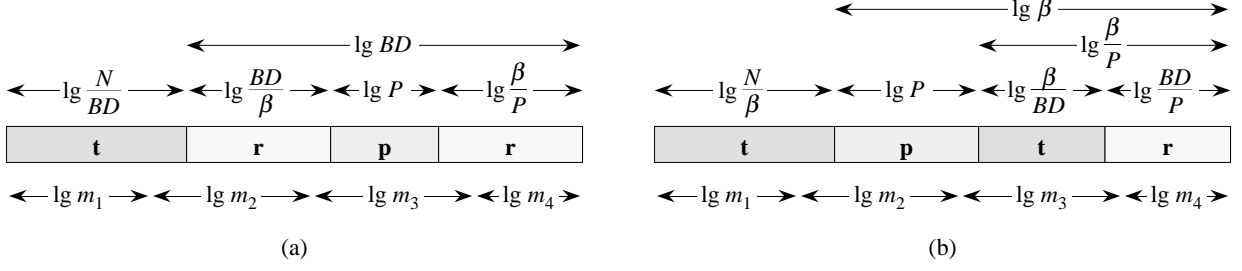 lg BD
lg N/BD lg BD/β lg P lg β/P
t r p r
lg m₁ lg m₂ lg m₃ lg m₄
(a)
lg β
lg β/P
lg N/β lg P lg β/BD lg BD/P
t p t r
lg m₁ lg m₂ lg m₃ lg m₄
(b)